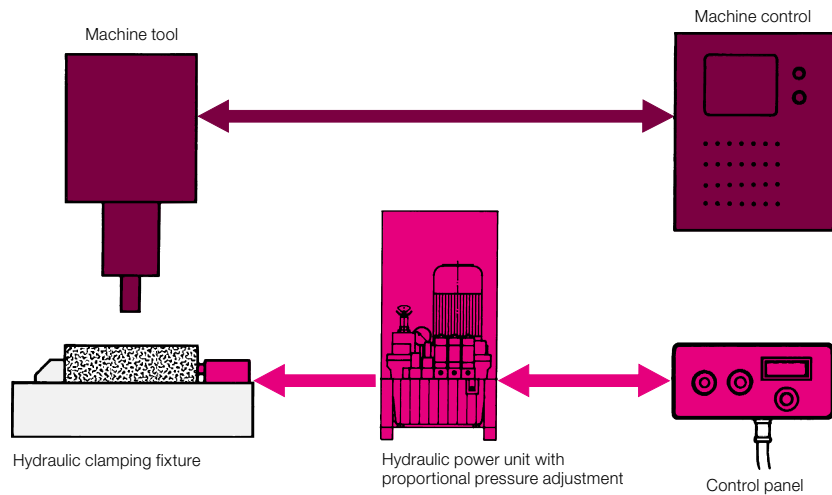 Machine tool
Machine control
Hydraulic clamping fixture
Hydraulic power unit with
proportional pressure adjustment
Control panel